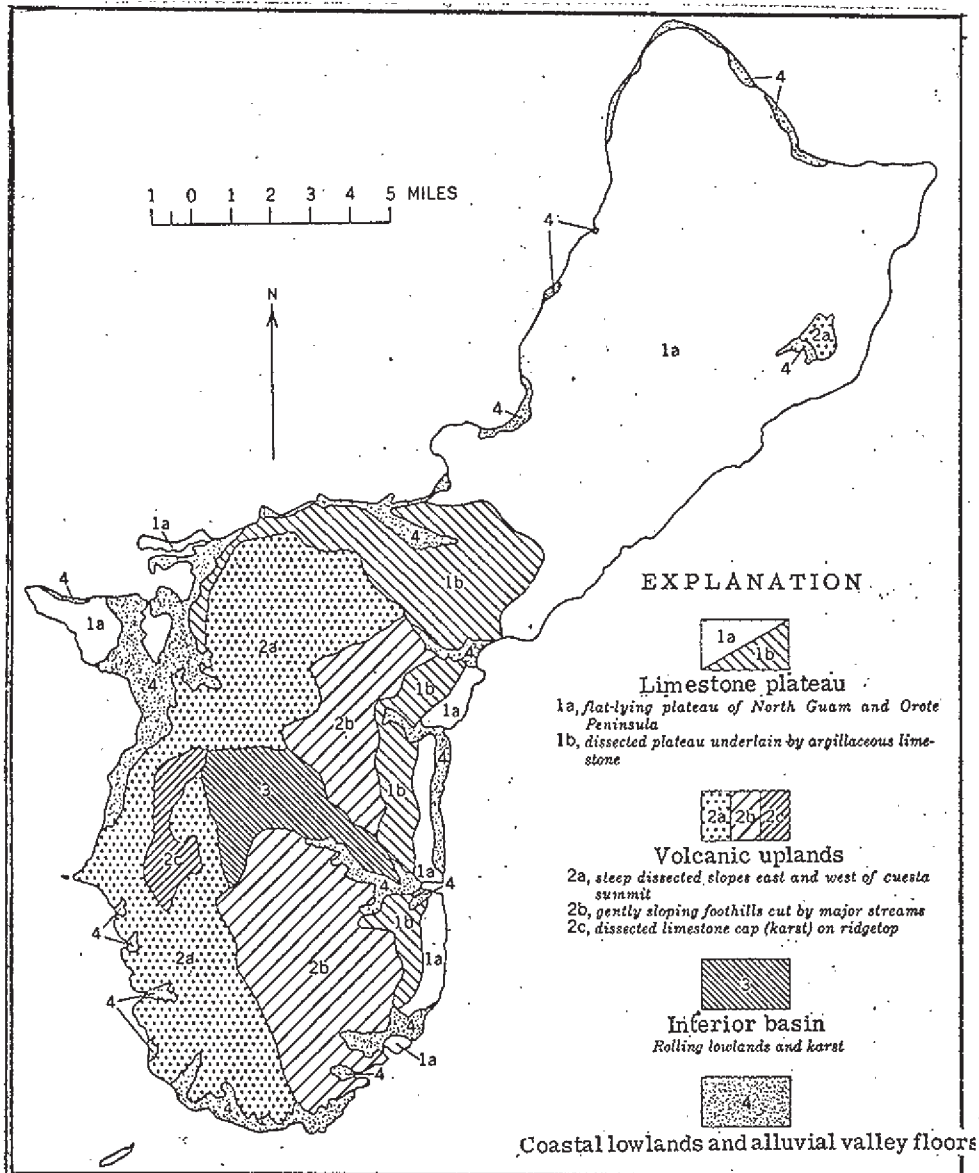 4
1 0 1 2 3 4 5 MILES
4
N
2a
1a
4
4
1a
4
4
1b
1a
2a
4
4
1b
1a
2b
4
3
1b
2c
1a
4
4
4
1b
2a
2b
1a
4
4
1a
4
4
EXPLANATION
1a
1b
Limestone plateau
1a, flat-lying plateau of North Guam and Orote
Peninsula
1b, dissected plateau underlain by argillaceous lime-
stone
2a 2b 2c
Volcanic uplands
2a, steep dissected slopes east and west of cuesta
summit
2b, gently sloping foothills cut by major streams
2c, dissected limestone cap (karst) on ridgetop
3
Interior basin
Rolling lowlands and karst
4
Coastal lowlands and alluvial valley floors